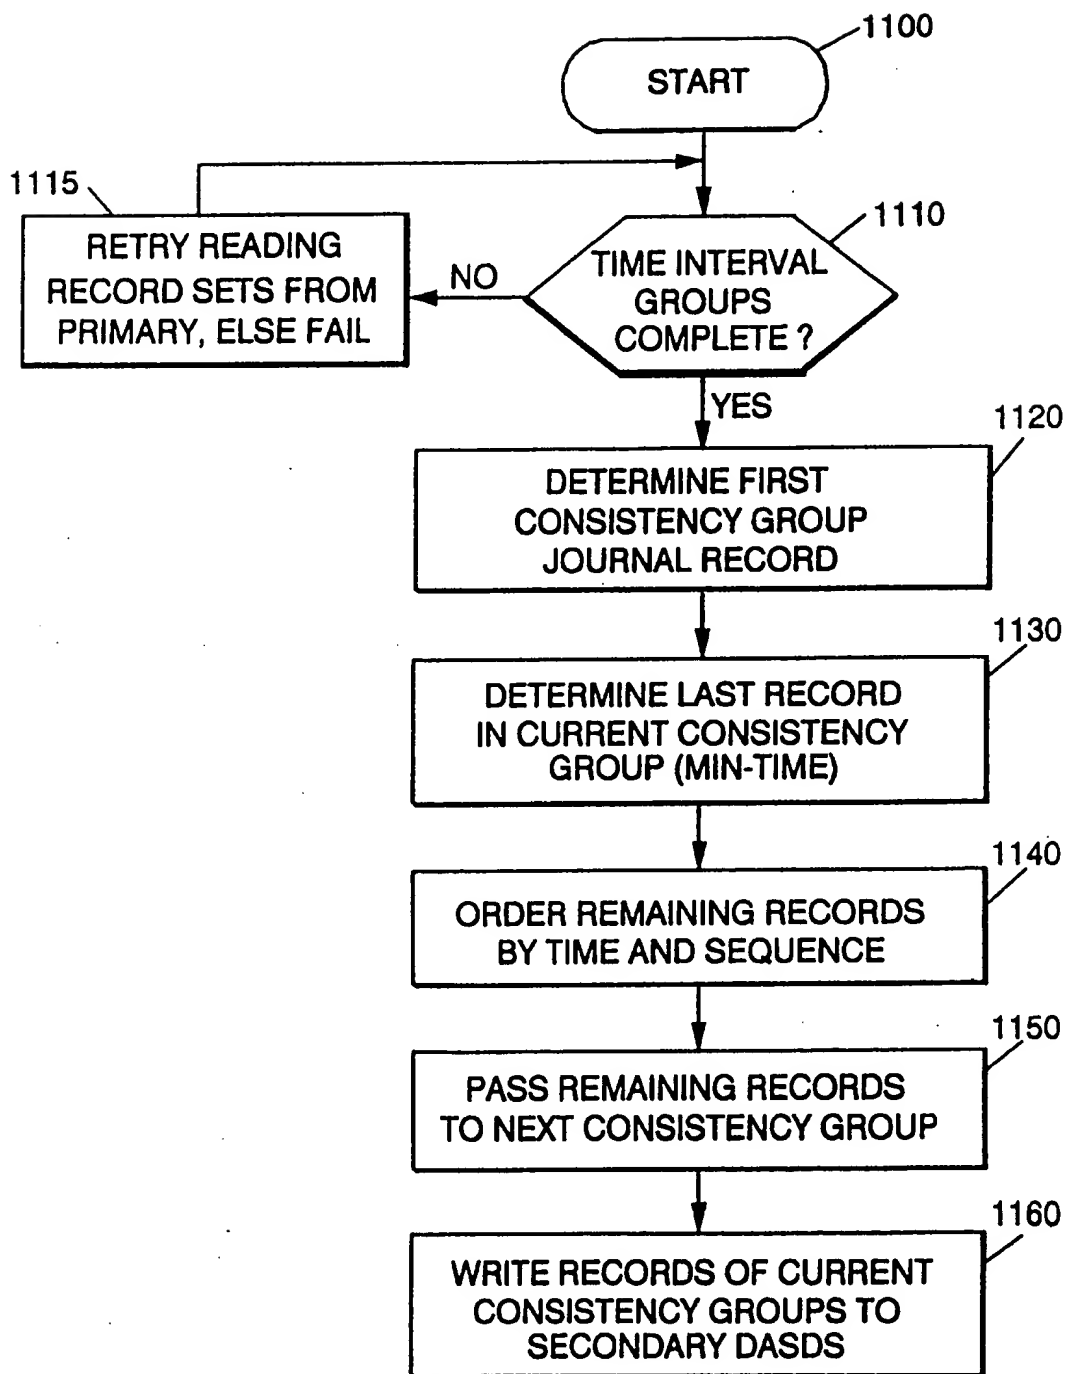 1100
START
1115
RETRY READING
RECORD SETS FROM
PRIMARY, ELSE FAIL
NO
1110
TIME INTERVAL
GROUPS
COMPLETE ?
YES
1120
DETERMINE FIRST
CONSISTENCY GROUP
JOURNAL RECORD
1130
DETERMINE LAST RECORD
IN CURRENT CONSISTENCY
GROUP (MIN-TIME)
1140
ORDER REMAINING RECORDS
BY TIME AND SEQUENCE
1150
PASS REMAINING RECORDS
TO NEXT CONSISTENCY GROUP
1160
WRITE RECORDS OF CURRENT
CONSISTENCY GROUPS TO
SECONDARY DASDS